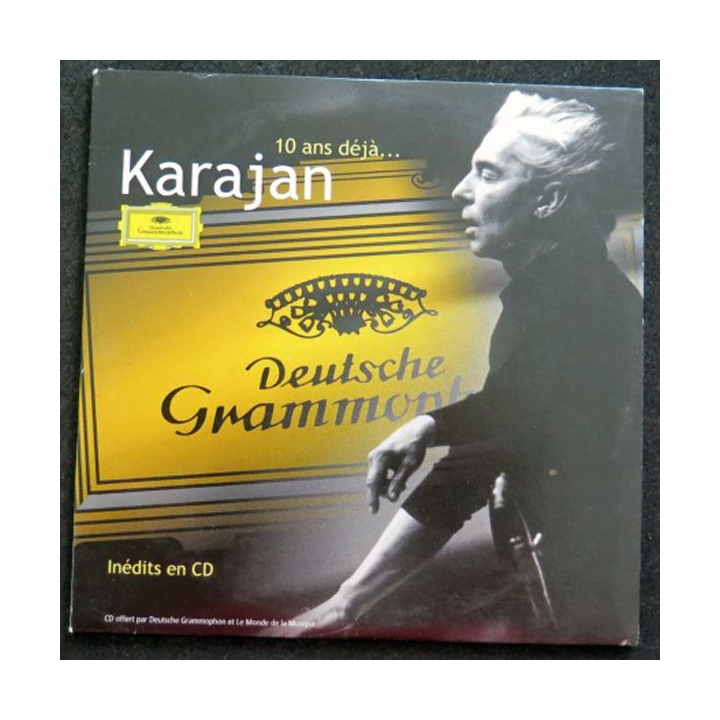 10 ans déjà...
Karajan
Deutsche
Grammophon
Deutsche
Grammoph
Inédits en CD
CD offert par Deutsche Grammophon et Le Monde de la Musique